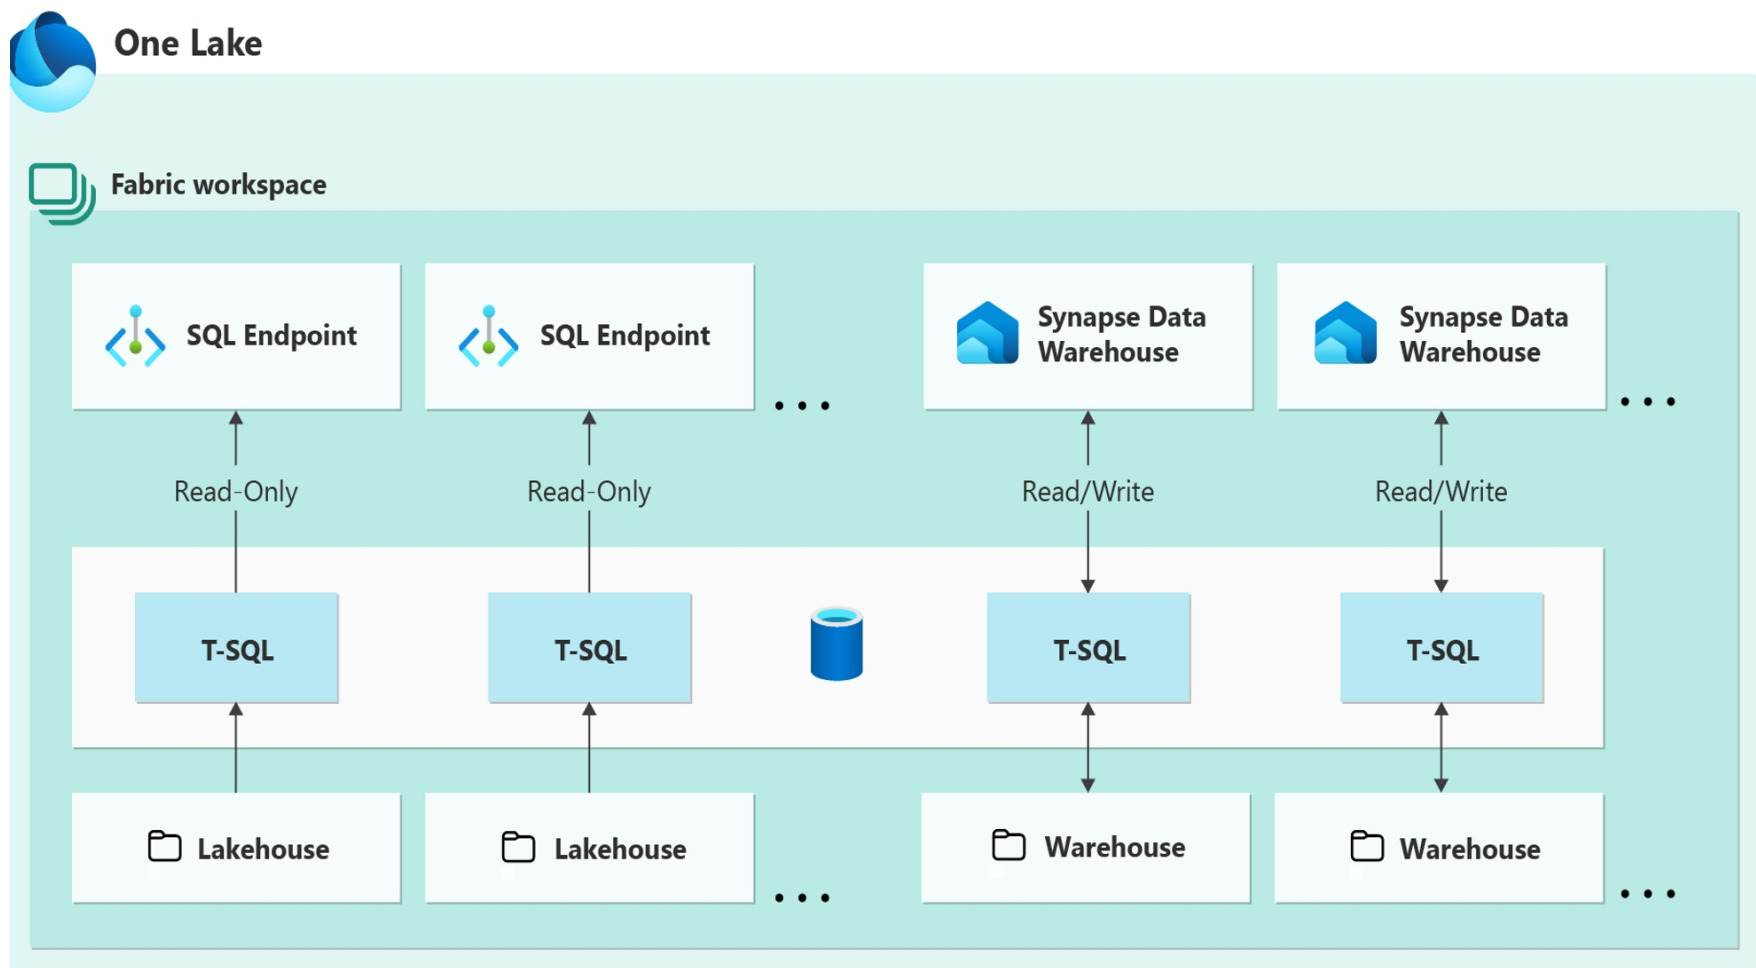 One Lake
Fabric workspace
SQL Endpoint
SQL Endpoint
. . .
Synapse Data
Warehouse
Synapse Data
Warehouse
. . .
Read-Only
Read-Only
Read/Write
Read/Write
T-SQL
T-SQL
T-SQL
T-SQL
Lakehouse
Lakehouse
. . .
Warehouse
Warehouse
. . .